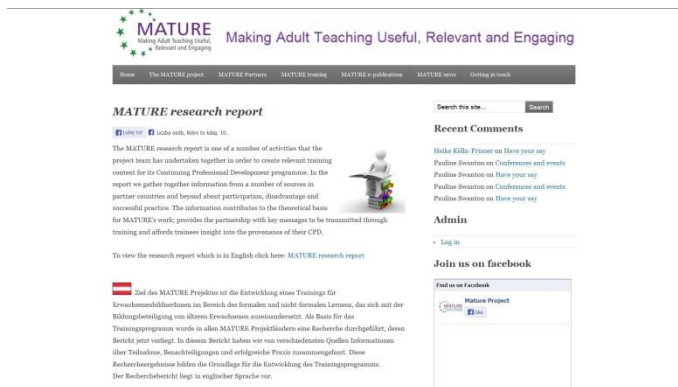 MATURE
Making Adult Teaching Useful,
Relevant and Engaging
Making Adult Teaching Useful, Relevant and Engaging
Home The MATURE project MATURE Partners MATURE training MATURE e-publications MATURE news Getting in touch
MATURE research report
Lubię to! Liczba osób, które to lubią: 10.
The MATURE research report is one of a number of activities that the
project team has undertaken together in order to create relevant training
content for its Continuing Professional Development programme. In the
report we gather together information from a number of sources in
partner countries and beyond about participation, disadvantage and
successful practice. The information contributes to the theoretical basis
for MATURE's work; provides the partnership with key messages to be transmitted through
training and affords trainees insight into the provenance of their CPD.
To view the research report which is in English click here: MATURE research report
Ziel des MATURE Projektes ist die Entwicklung eines Trainings für
ErwachsenenbildnerInnen im Bereich des formalen und nicht-formalen Lernens, das sich mit der
Bildungsbeteiligung von älteren Erwachsenen auseinandersetzt. Als Basis für das
Trainingsprogramm wurde in allen MATURE Projektländern eine Recherche durchgeführt, deren
Bericht jetzt vorliegt. In diesem Bericht haben wir von verschiedensten Quellen Informationen
über Teilnahme, Benachteiligungen und erfolgreiche Praxis zusammengefasst. Diese
Rechercheergebnisse bilden die Grundlage für die Entwicklung des Trainingsprogramms.
Der Recherchebericht liegt in englischer Sprache vor.
Search this site... Search
Recent Comments
Heike Kölln-Prisner on Have your say
Pauline Swanton on Conferences and events
Pauline Swanton on Have your say
Pauline Swanton on Conferences and events
Pauline Swanton on Have your say
Admin
Log in
Join us on facebook
Find us on Facebook
Mature Project
Like